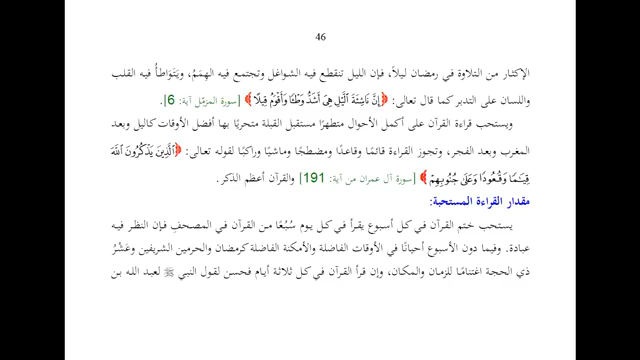 46
الإكثار من التلاوة في رمضان ليلاً، فإن الليل تنقطع فيه الشواغل وتجتمع فيه الهِمَمُ، ويَتَوَاطأُ فيه القلب
واللسان على التدبر كما قال تعالى: ﴿إِنَّ نَاشِئَةَ ٱلَّيۡلِ هِيَ أَشَدُّ وَطۡـٔٗا وَأَقۡوَمُ قِيلًا﴾ [سورة المزمّل آية: 6].
ويستحب قراءة القرآن على أكمل الأحوال متطهرًا مستقبل القبلة متحريًا بها أفضل الأوقات كالليل وبعد
المغرب وبعد الفجر، وتجوز القراءة قائمًا وقاعدًا ومضطجعًا وماشيًا وراكبًا لقوله تعالى: ﴿ٱلَّذِينَ يَذۡكُرُونَ ٱللَّهَ
قِيَٰمٗا وَقُعُودٗا وَعَلَىٰ جُنُوبِهِمۡ﴾ [سورة آل عمران من آية: 191] والقرآن أعظم الذكر.
مقدار القراءة المستحبة:
يستحب ختم القرآن في كل أسبوع يقرأ في كل يوم سُبُعًا من القرآن في المصحف فإن النظر فيه
عبادة. وفيما دون الأسبوع أحيانًا في الأوقات الفاضلة والأمكنة الفاضلة كرمضان والحرمين الشريفين وعَشْرُ
ذي الحجة اغتنامًا للزمان والمكان، وإن قرأ القرآن في كل ثلاثة أيام فحسن لقول النبي ﷺ لعبد الله بن